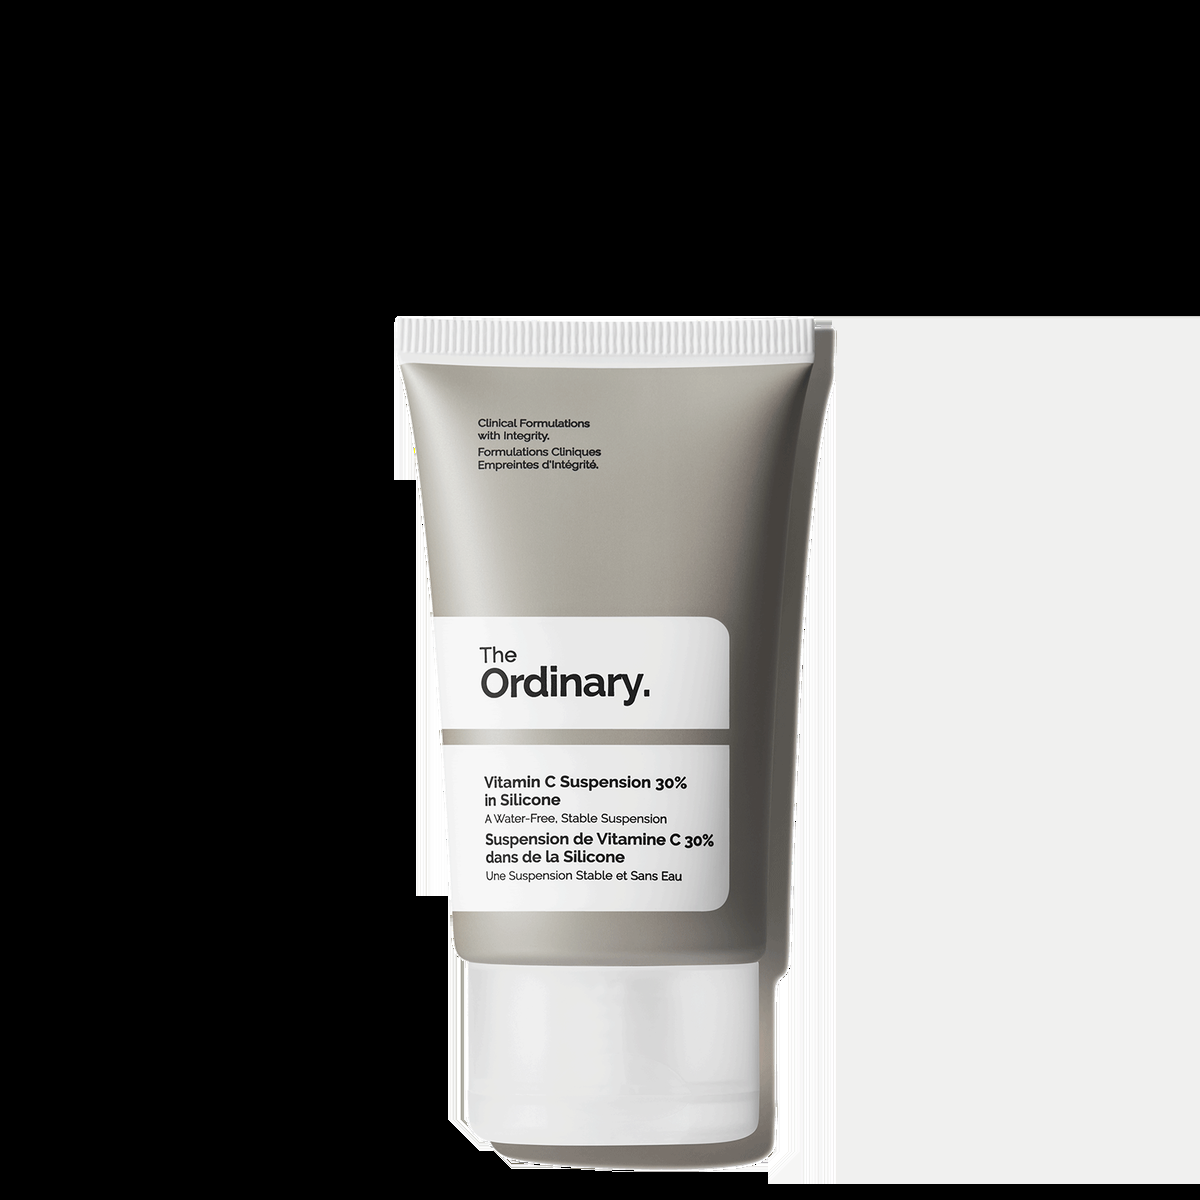 Clinical Formulations
with Integrity.
Formulations Cliniques
Empreintes d'Intégrité.
The
Ordinary.
Vitamin C Suspension 30%
in Silicone
A Water-Free, Stable Suspension
Suspension de Vitamine C 30%
dans de la Silicone
Une Suspension Stable et Sans Eau